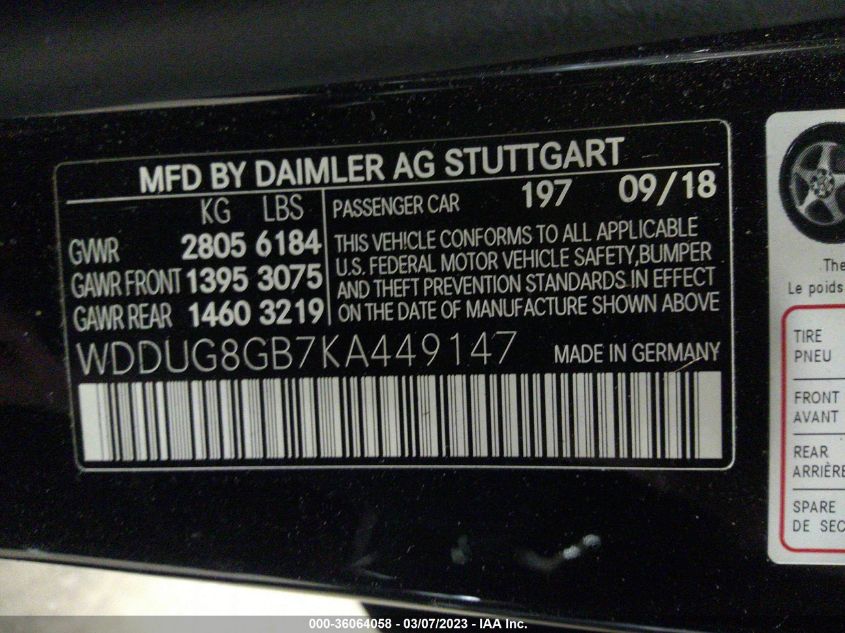 MFD BY DAIMLER AG STUTTGART
KG LBS
GVWR 2805 6184
GAWR FRONT 1395 3075
GAWR REAR 1460 3219
PASSENGER CAR 197 09/18
THIS VEHICLE CONFORMS TO ALL APPLICABLE
U.S. FEDERAL MOTOR VEHICLE SAFETY,BUMPER
AND THEFT PREVENTION STANDARDS IN EFFECT
ON THE DATE OF MANUFACTURE SHOWN ABOVE
WDDUG8GB7KA449147 MADE IN GERMANY
The
Le poids
TIRE
PNEU
FRONT
AVANT
REAR
ARRIÈRE
SPARE
DE SEC
000-36064058 - 03/07/2023 - IAA Inc.